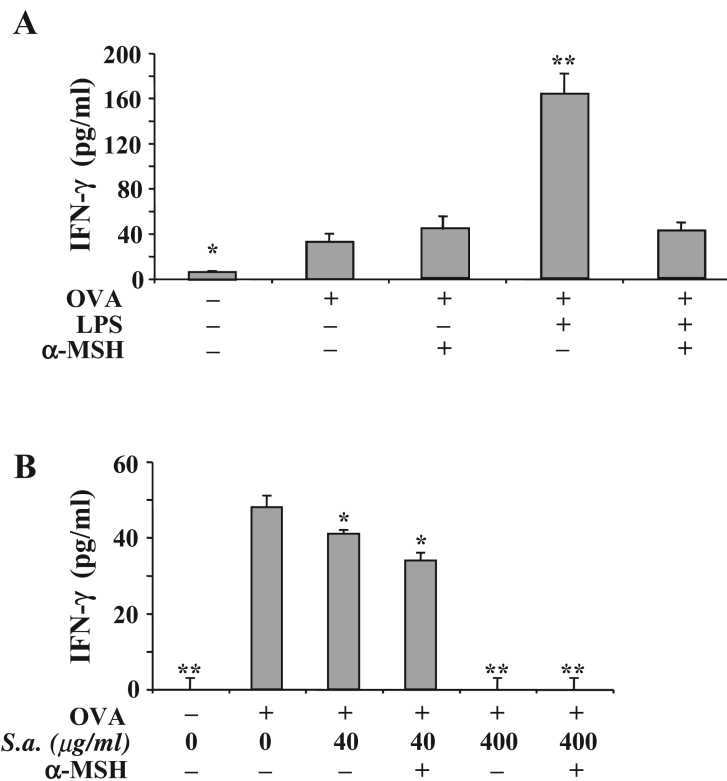 A
IFN-γ (pg/ml)
200
160
120
80
40
0
* **
OVA – + + + +
LPS – – – + +
α-MSH – – + – +
B
IFN-γ (pg/ml)
60
40
20
0
** * * ** **
OVA – + + + + +
S.a. (μg/ml) 0 0 40 40 400 400
α-MSH – – – + – +